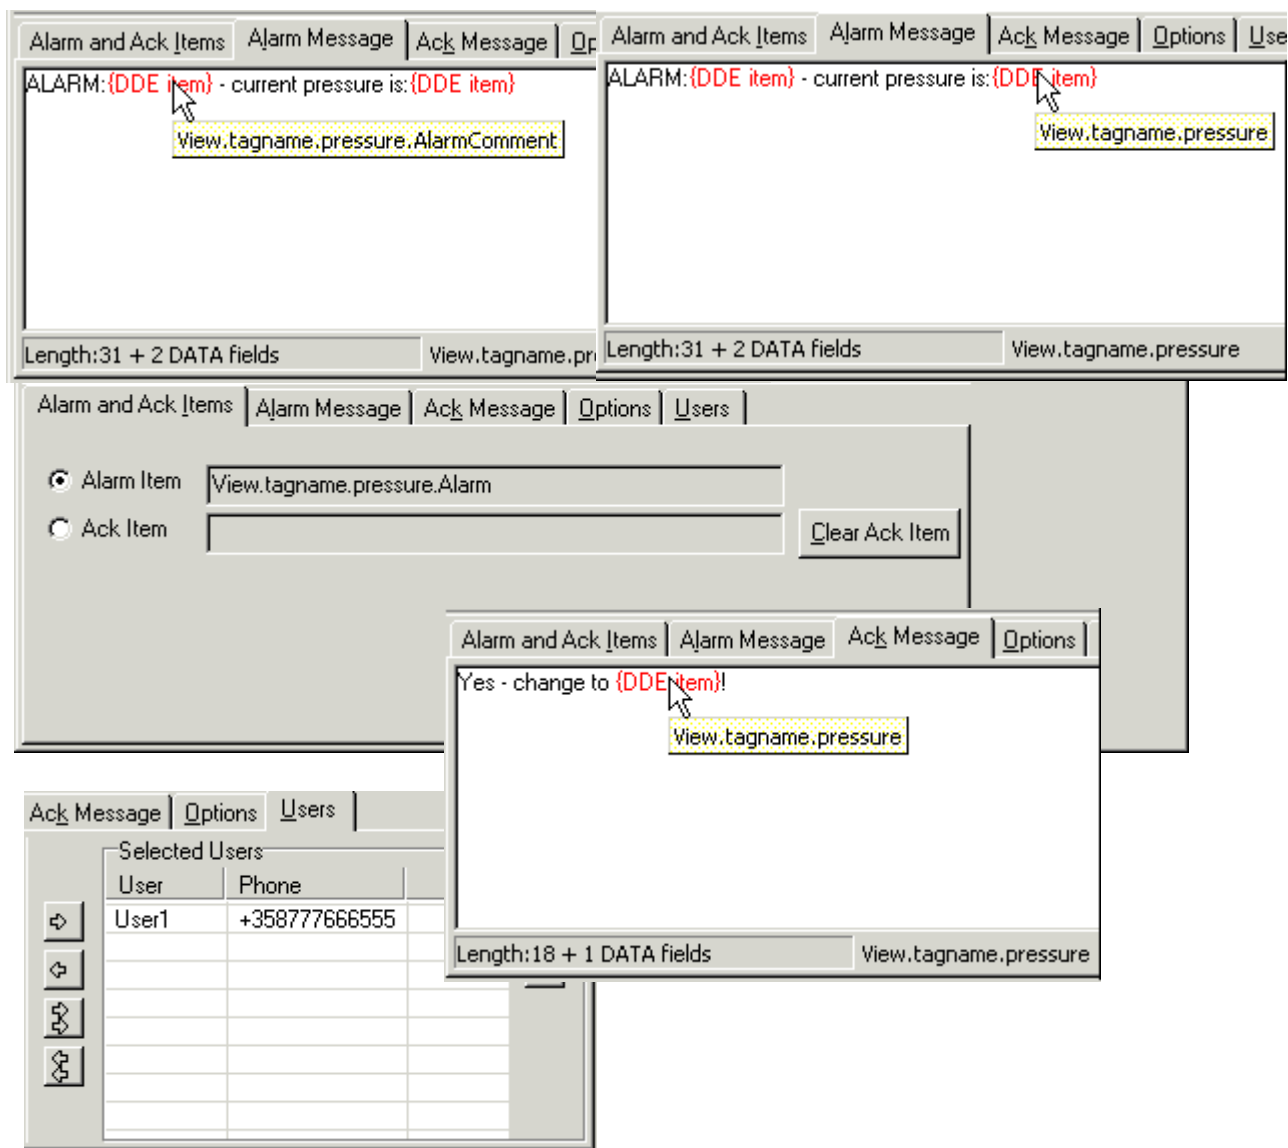 Alarm and Ack Items Alarm Message Ack Message Op
ALARM:{DDE item} - current pressure is:{DDE item}
View.tagname.pressure.AlarmComment
Length:31 + 2 DATA fields View.tagname.pre
Alarm and Ack Items Alarm Message Ack Message Options Use
ALARM:{DDE item} - current pressure is:{DDE item}
View.tagname.pressure
Length:31 + 2 DATA fields View.tagname.pressure
Alarm and Ack Items Alarm Message Ack Message Options Users
Alarm Item View.tagname.pressure.Alarm
Ack Item
Clear Ack Item
Alarm and Ack Items Alarm Message Ack Message Options
Yes - change to {DDE item}!
View.tagname.pressure
Length:18 + 1 DATA fields View.tagname.pressure
Ack Message Options Users
Selected Users
User Phone
User1 +358777666555